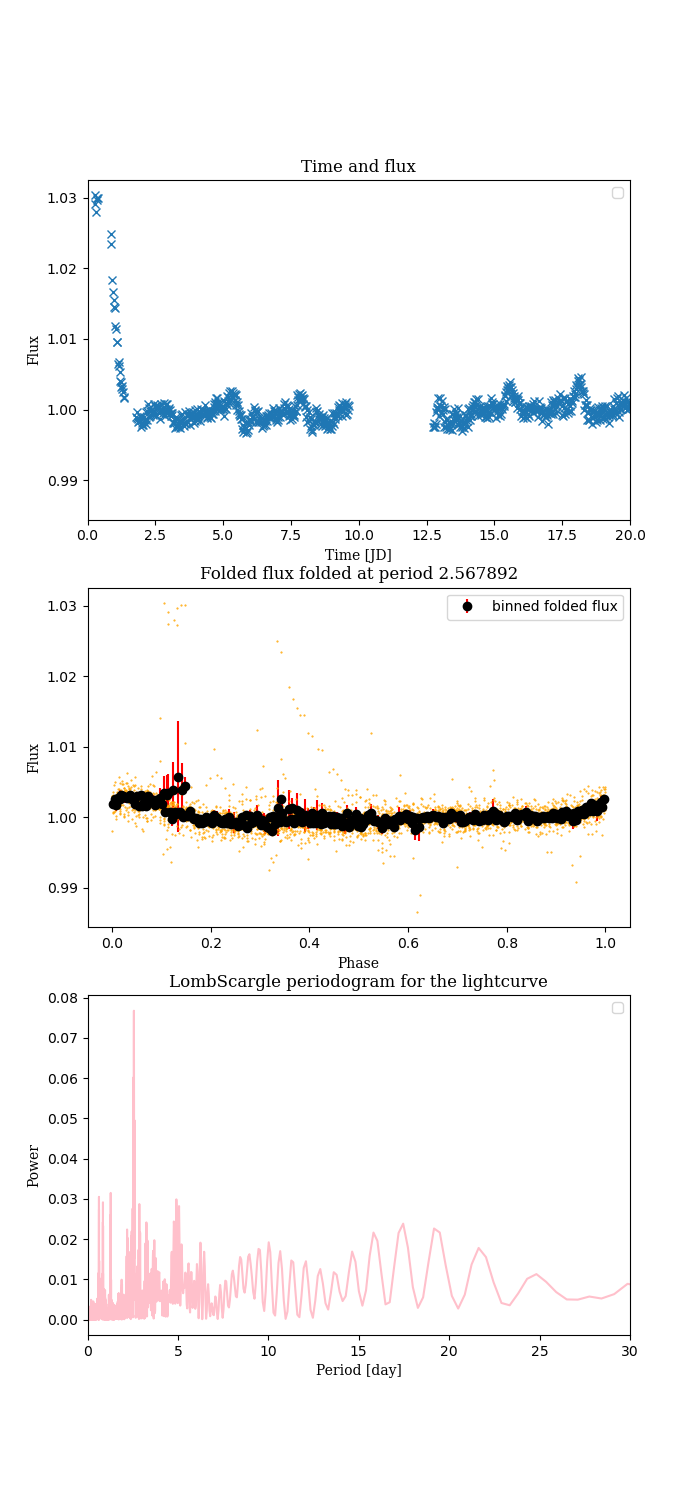 Time and flux
1.03
1.02
1.01
1.00
0.99
Flux
0.0 2.5 5.0 7.5 10.0 12.5 15.0 17.5 20.0
Time [JD]
Folded flux folded at period 2.567892
binned folded flux
1.03
1.02
1.01
1.00
0.99
Flux
0.0 0.2 0.4 0.6 0.8 1.0
Phase
LombScargle periodogram for the lightcurve
0.08
0.07
0.06
0.05
0.04
0.03
0.02
0.01
0.00
Power
0 5 10 15 20 25 30
Period [day]